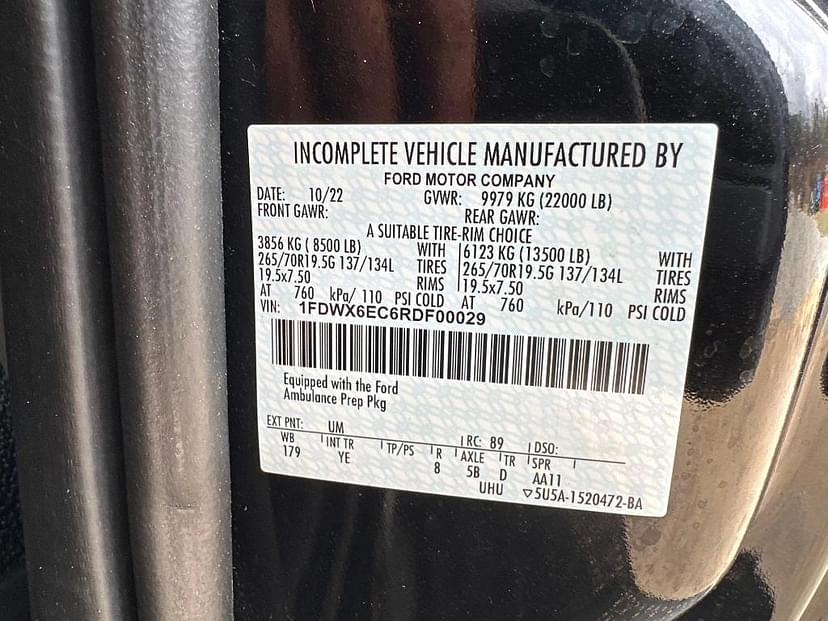 INCOMPLETE VEHICLE MANUFACTURED BY
FORD MOTOR COMPANY
DATE: 10/22 GVWR: 9979 KG (22000 LB)
FRONT GAWR: REAR GAWR:
A SUITABLE TIRE-RIM CHOICE
3856 KG ( 8500 LB) WITH 6123 KG (13500 LB) WITH
265/70R19.5G 137/134L TIRES 265/70R19.5G 137/134L TIRES
19.5x7.50 RIMS 19.5x7.50 RIMS
AT 760 kPa/ 110 PSI COLD AT 760 kPa/110 PSI COLD
VIN: 1FDWX6EC6RDF00029
Equipped with the Ford
Ambulance Prep Pkg
EXT PNT: UM RC: 89 DSO:
WB INT TR TP/PS R AXLE TR SPR
179 YE 8 5B D AA11
UHU ▽5U5A-1520472-BA